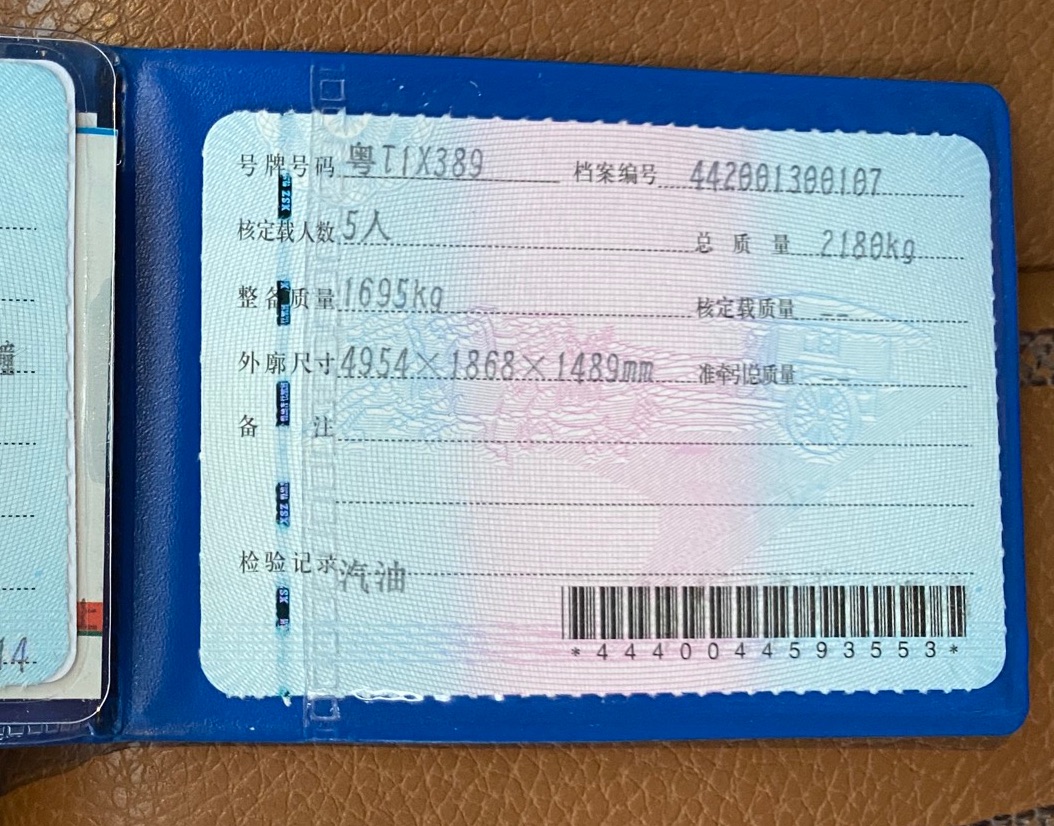 号牌号码 粤T1X389 档案编号 442001300107
核定载人数 5人 总质量 2180kg
整备质量 1695kg 核定载质量 --
外廓尺寸 4954×1868×1489mm 准牵引总质量 --
备注
检验记录 汽油
*4440044593553*
14